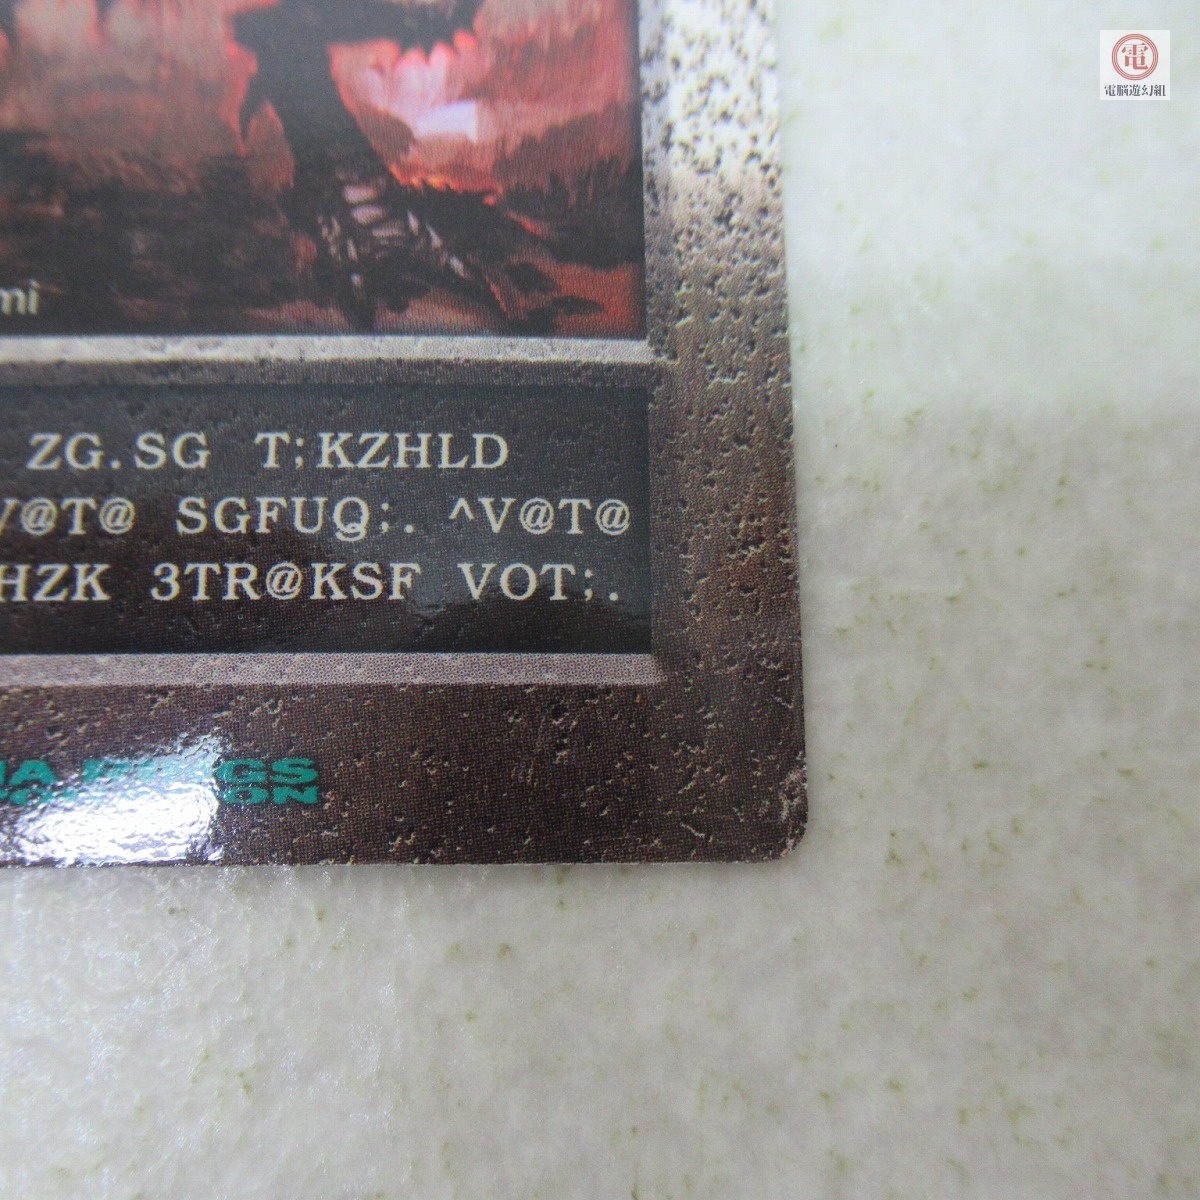 電
電脳遊幻組
mi
ZG.SG T;KZHLD
V@T@ SGFUQ;. ^V@T@
HZK 3TR@KSF VOT;.